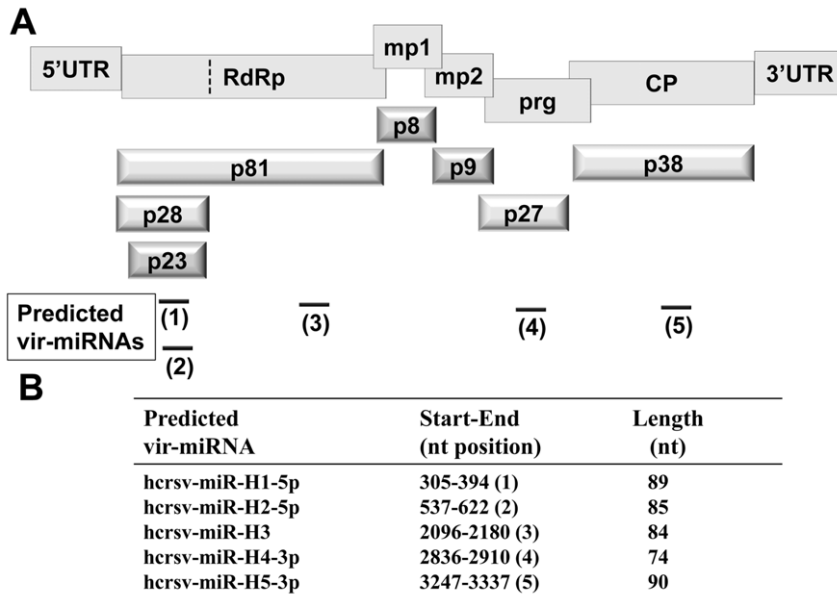 A
5'UTR RdRp mp1 mp2 prg CP 3'UTR
p8
p81 p9 p38
p28 p27
p23
Predicted
vir-miRNAs
(1) (3) (4) (5)
(2)
B
Predicted Start-End Length
vir-miRNA (nt position) (nt)
hcrsv-miR-H1-5p 305-394 (1) 89
hcrsv-miR-H2-5p 537-622 (2) 85
hcrsv-miR-H3 2096-2180 (3) 84
hcrsv-miR-H4-3p 2836-2910 (4) 74
hcrsv-miR-H5-3p 3247-3337 (5) 90